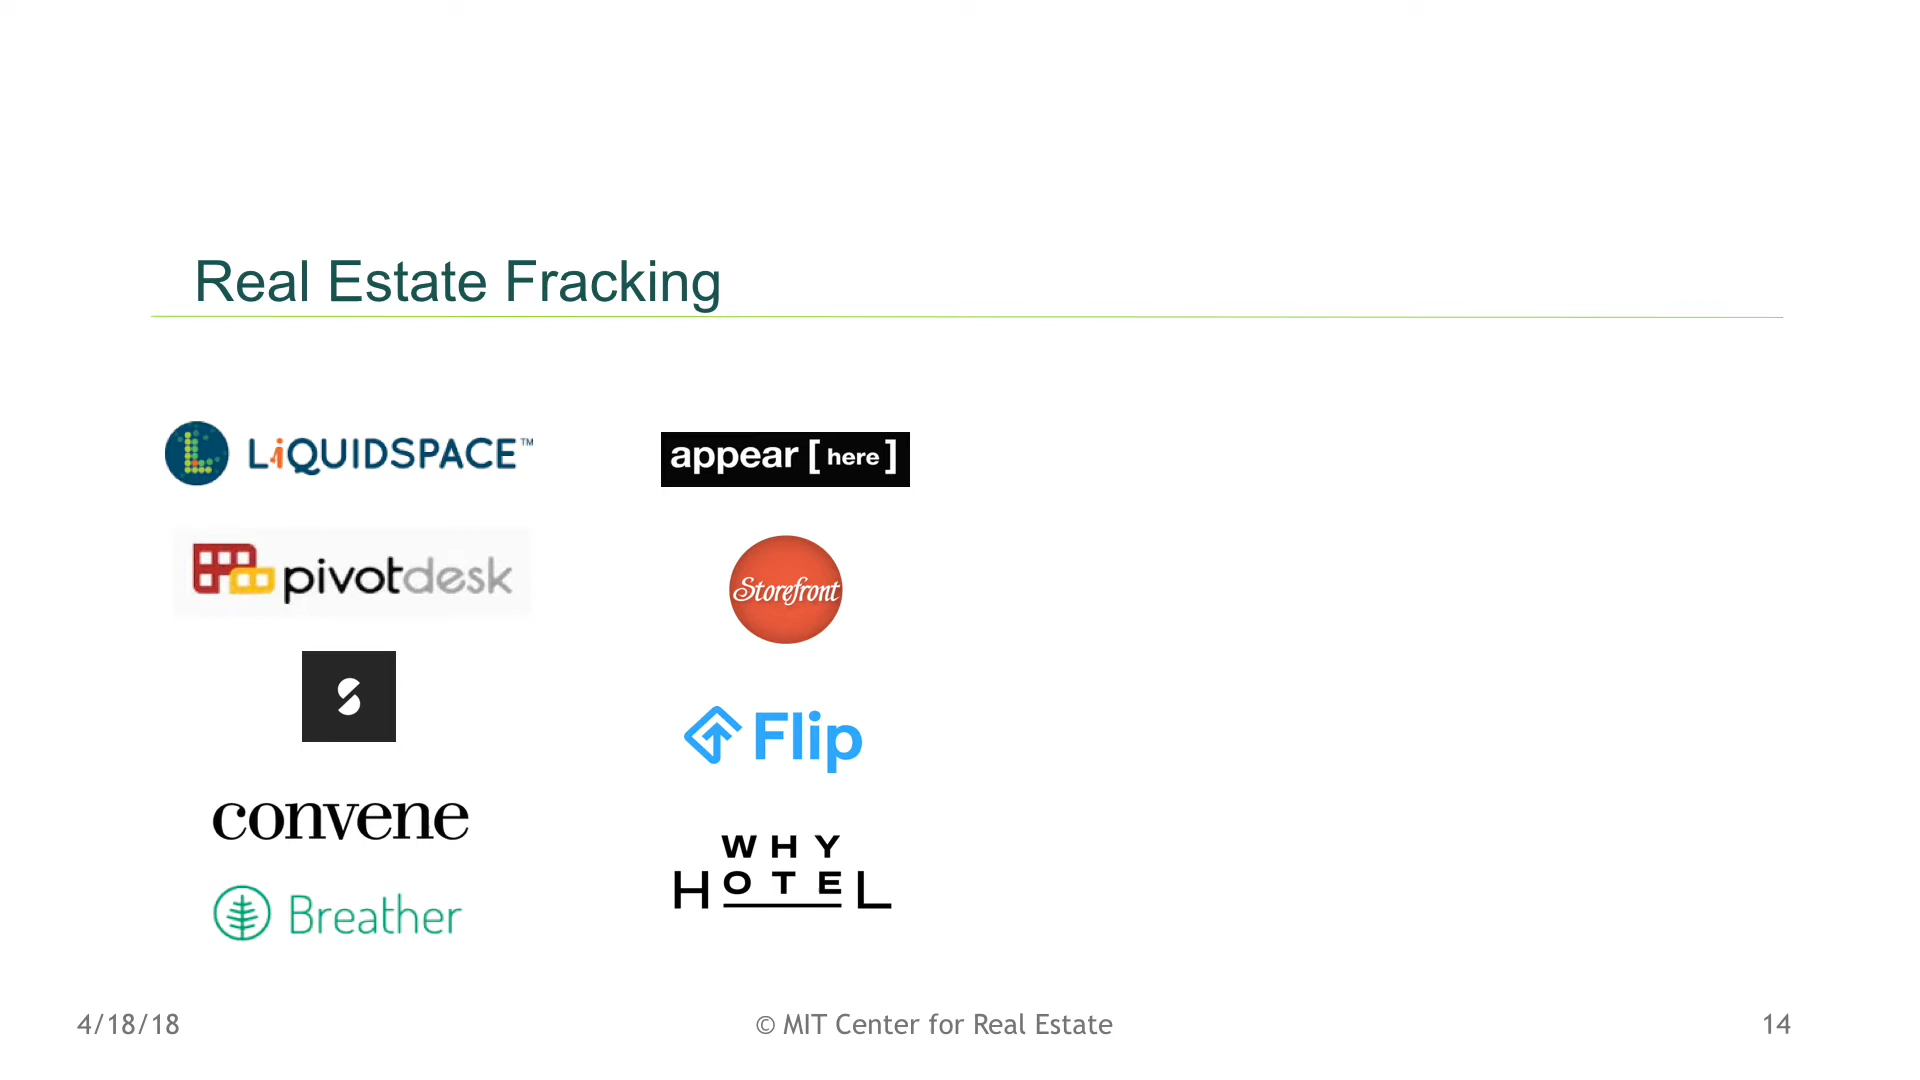 Real Estate Fracking
LiQUIDSPACE™
pivotdesk
S
convene
Breather
appear [here]
Storefront
Flip
WHY
HOTEL
4/18/18
© MIT Center for Real Estate
14